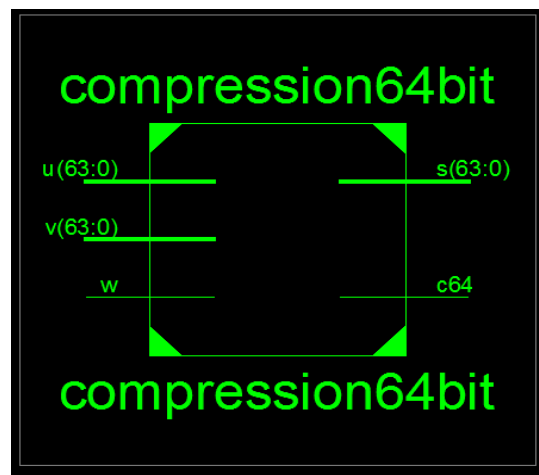 compression64bit
u(63:0)
s(63:0)
v(63:0)
w
c64
compression64bit